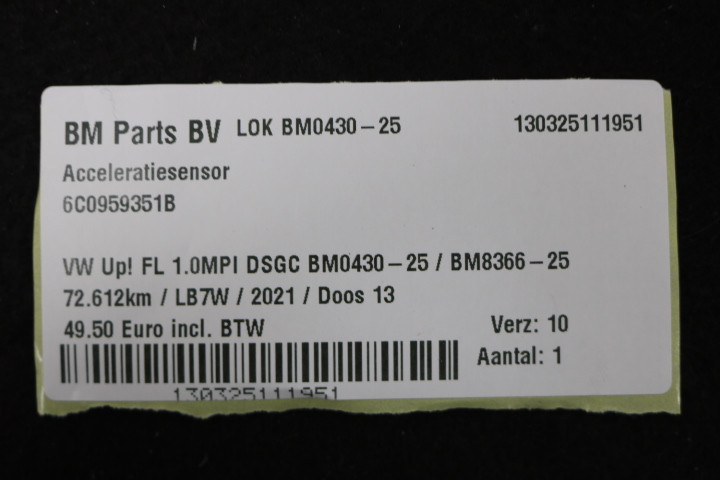 BM Parts BV LOK BM0430-25 130325111951
Acceleratiesensor
6C0959351B
VW Up! FL 1.0MPI DSGC BM0430-25 / BM8366-25
72.612km / LB7W / 2021 / Doos 13
49.50 Euro incl. BTW Verz: 10
Aantal: 1
130325111951